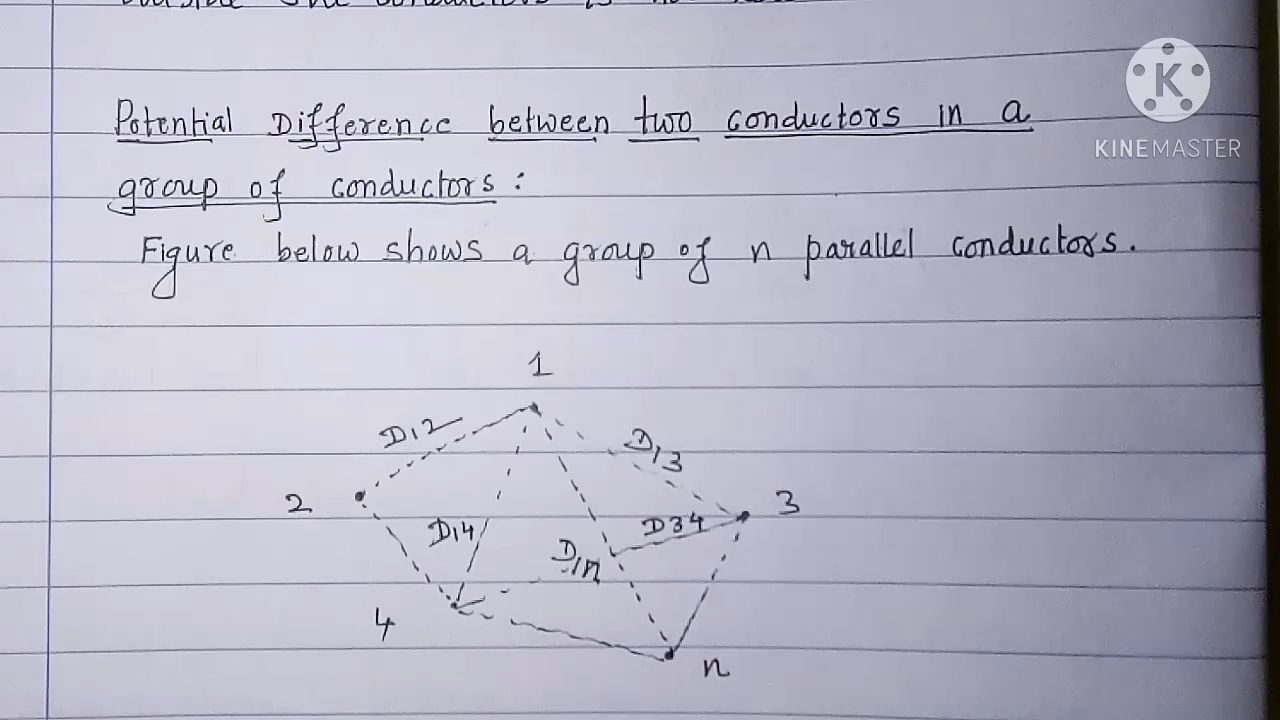 Potential Difference between two conductors in a
group of conductors:
Figure below shows a group of n parallel conductors.
1
D12
D13
2
3
D14
D34
D1n
4
n
K
KINEMASTER